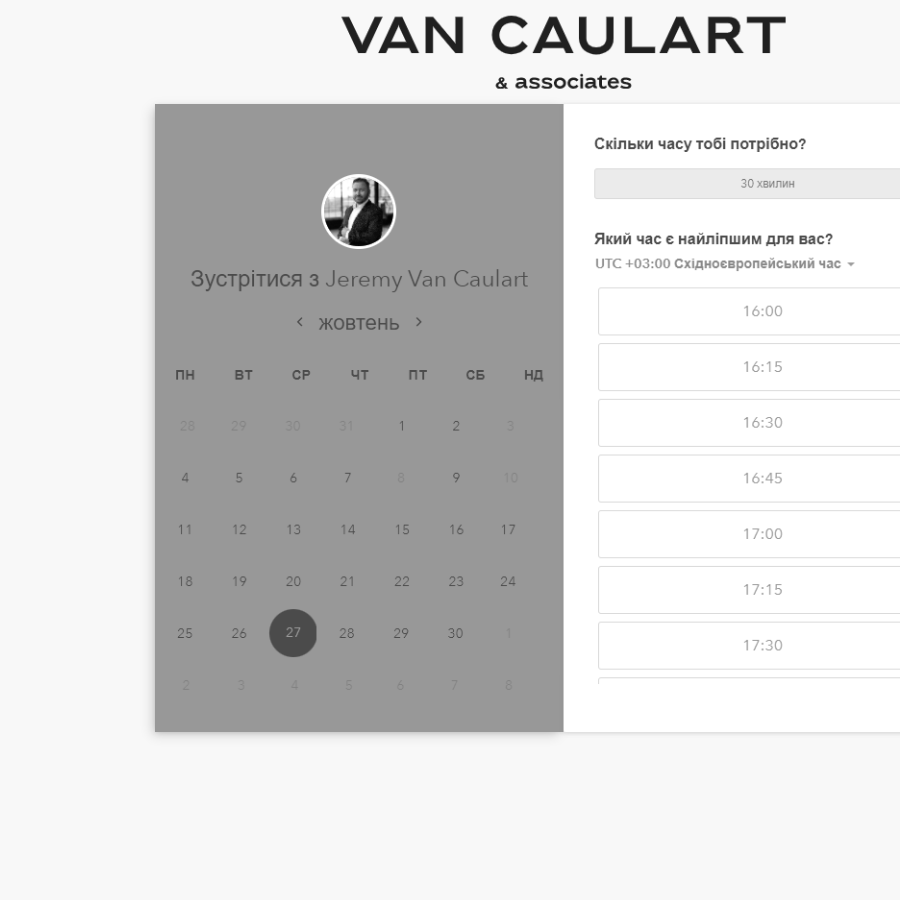 VAN CAULART
& associates
Зустрітися з Jeremy Van Caulart
жовтень
ПН ВТ СР ЧТ ПТ СБ НД
28 29 30 31 1 2 3
4 5 6 7 8 9 10
11 12 13 14 15 16 17
18 19 20 21 22 23 24
25 26 27 28 29 30 1
2 3 4 5 6 7 8
Скільки часу тобі потрібно?
30 хвилин
Який час є найліпшим для вас?
UTC +03:00 Східноєвропейський час
16:00
16:15
16:30
16:45
17:00
17:15
17:30